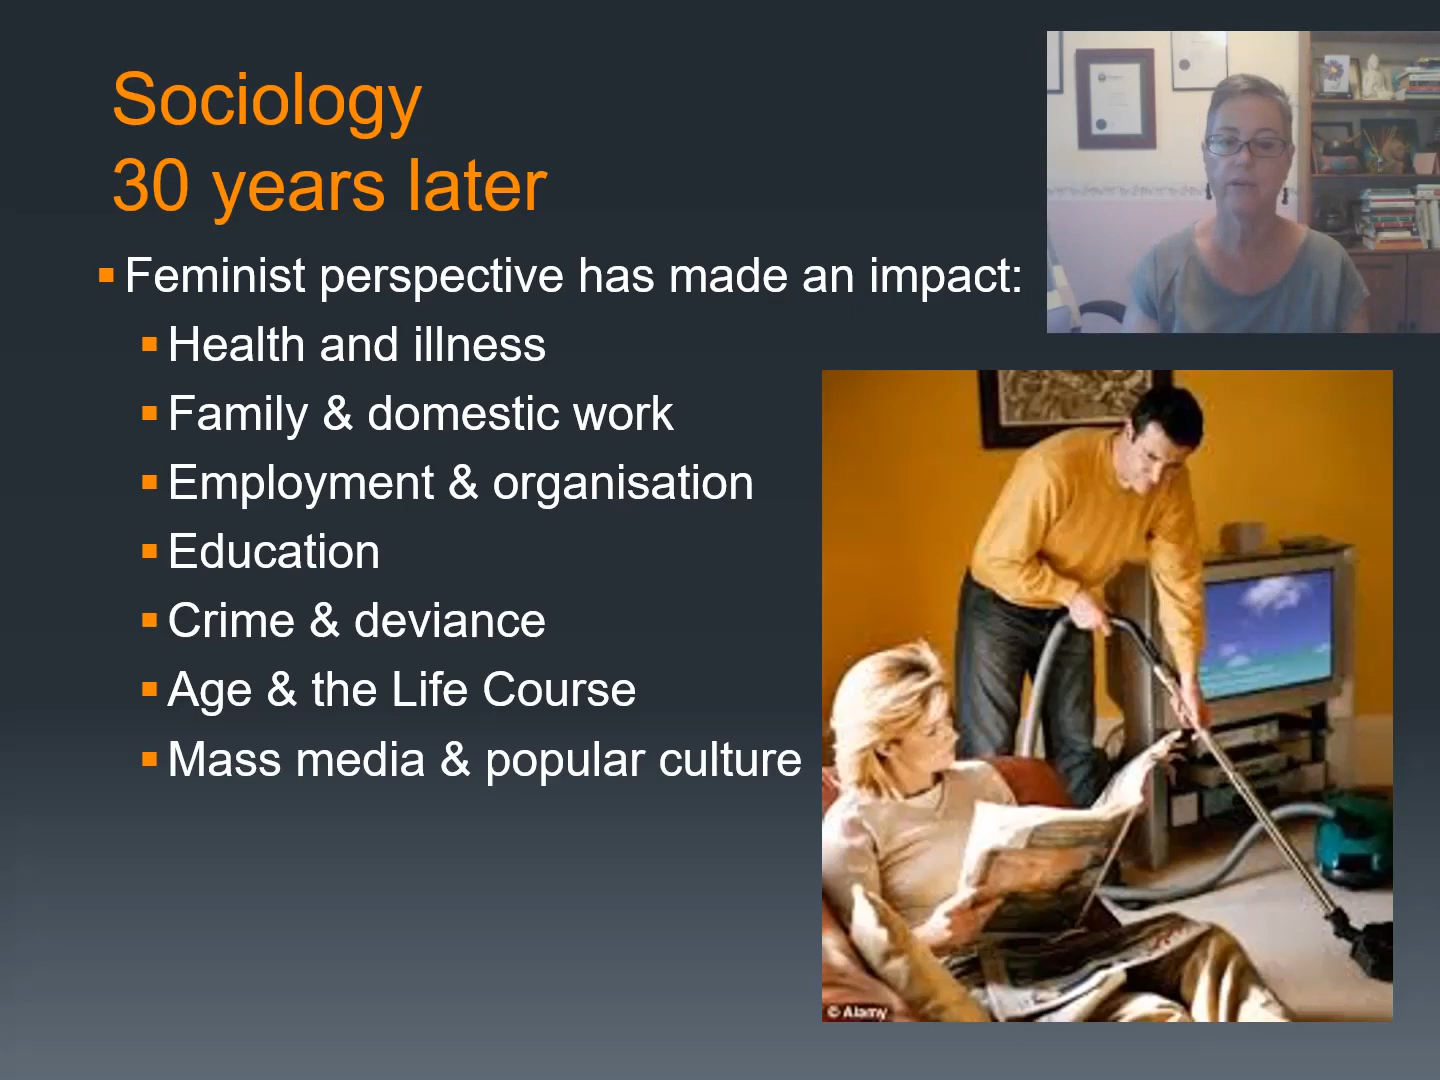 Sociology
30 years later
Feminist perspective has made an impact:
Health and illness
Family & domestic work
Employment & organisation
Education
Crime & deviance
Age & the Life Course
Mass media & popular culture
© Alamy